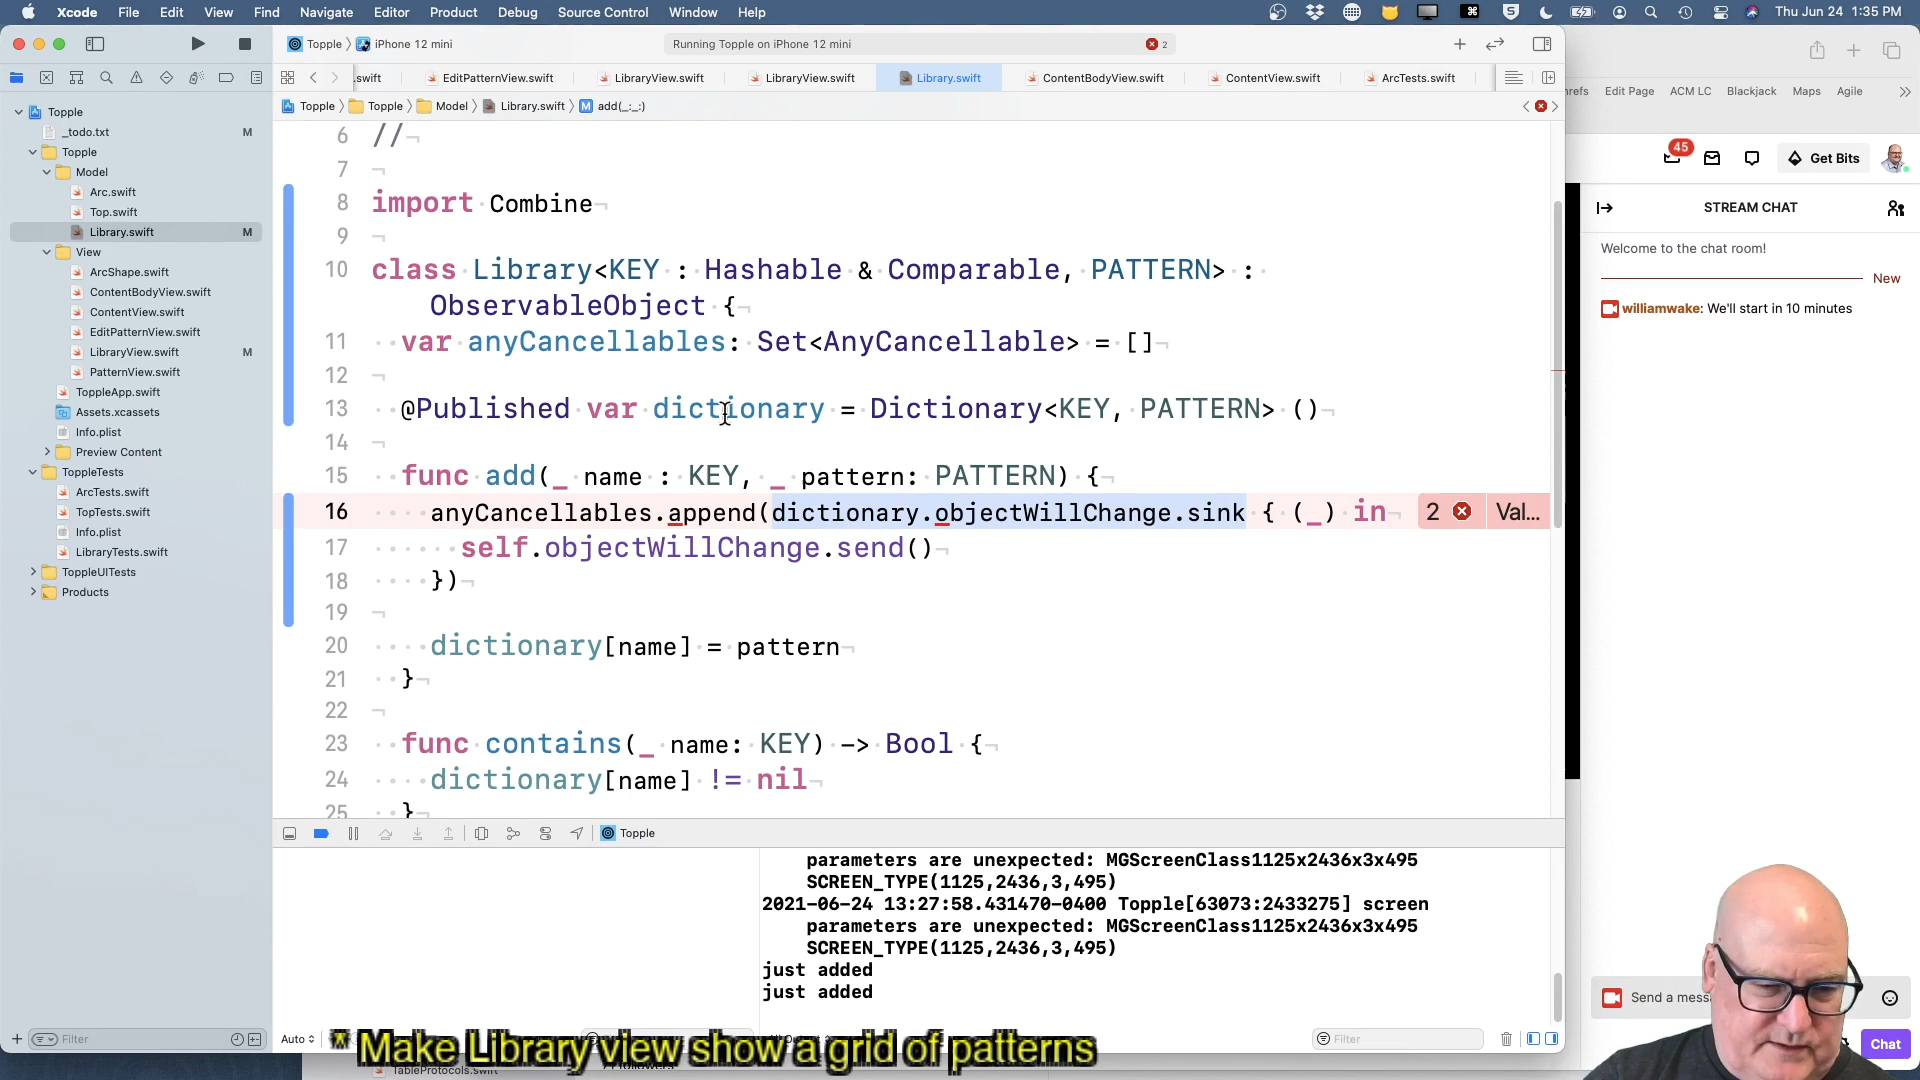 Xcode File Edit View Find Navigate Editor Product Debug Source Control Window Help Thu Jun 24 1:35 PM
Topple iPhone 12 mini Running Topple on iPhone 12 mini 2
.swift EditPatternView.swift LibraryView.swift LibraryView.swift Library.swift ContentBodyView.swift ContentView.swift ArcTests.swift
Topple Topple Model Library.swift M add(_:_:)
Topple
_todo.txt M
Topple
Model
Arc.swift
Top.swift
Library.swift M
View
ArcShape.swift
ContentBodyView.swift
ContentView.swift
EditPatternView.swift
LibraryView.swift M
PatternView.swift
ToppleApp.swift
Assets.xcassets
Info.plist
Preview Content
ToppleTests
ArcTests.swift
TopTests.swift
Info.plist
LibraryTests.swift
ToppleUITests
Products
Filter
6 //
7
8 import Combine
9
10 class Library<KEY : Hashable & Comparable, PATTERN> :
ObservableObject {
11 var anyCancellables: Set<AnyCancellable> = []
12
13 @Published var dictionary = Dictionary<KEY, PATTERN> ()
14
15 func add(_ name : KEY, _ pattern: PATTERN) {
16 anyCancellables.append(dictionary.objectWillChange.sink { (_) in 2 Val...
17 self.objectWillChange.send()
18 })
19
20 dictionary[name] = pattern
21 }
22
23 func contains(_ name: KEY) -> Bool {
24 dictionary[name] != nil
25 }
Topple
parameters are unexpected: MGScreenClass1125x2436x3x495
SCREEN_TYPE(1125,2436,3,495)
2021-06-24 13:27:58.431470-0400 Topple[63073:2433275] screen
parameters are unexpected: MGScreenClass1125x2436x3x495
SCREEN_TYPE(1125,2436,3,495)
just added
just added
Auto
Filter
* Make Library view show a grid of patterns
TableProtocols.swift
followers
hrefs Edit Page ACM LC Blackjack Maps Agile
45 Get Bits
STREAM CHAT
Welcome to the chat room!
New
williamwake: We'll start in 10 minutes
Send a mess
Chat